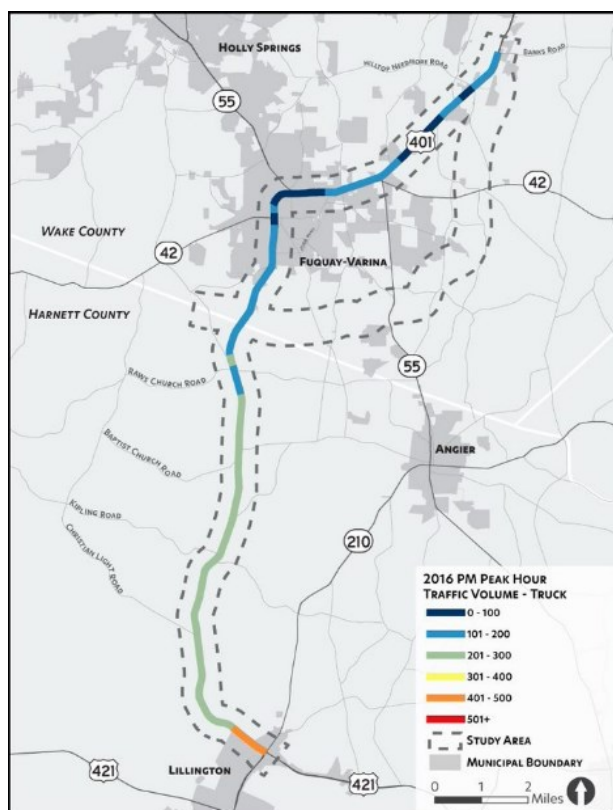 HOLLY SPRINGS
HILLTOP NEEDMORE ROAD
BANKS ROAD
55
401
42
WAKE COUNTY
42
FUQUAY-VARINA
HARNETT COUNTY
RAWS CHURCH ROAD
55
BAPTIST CHURCH ROAD
ANGIER
KIPLING ROAD
CHRISTIAN LIGHT ROAD
210
2016 PM PEAK HOUR
TRAFFIC VOLUME - TRUCK
0 - 100
101 - 200
201 - 300
301 - 400
401 - 500
501+
STUDY AREA
MUNICIPAL BOUNDARY
0 1 2
MILES
421
LILLINGTON
421